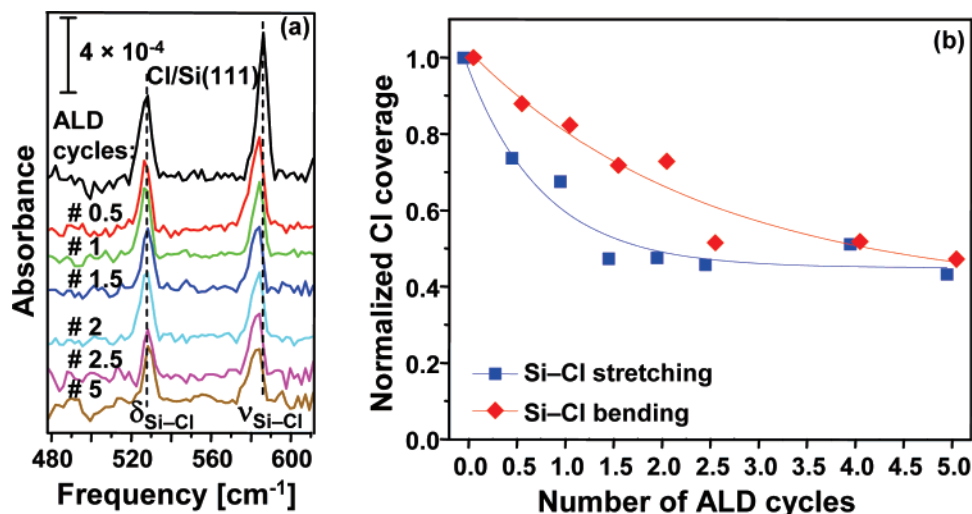 (a)
4 × 10⁻⁴
Cl/Si(111)
ALD
cycles:
# 0.5
# 1
# 1.5
# 2
# 2.5
# 5
δSi–Cl νSi–Cl
480 520 560 600
Frequency [cm⁻¹]
Absorbance
(b)
1.0
0.8
0.6
0.4
0.2
0.0
Normalized Cl coverage
Si–Cl stretching
Si–Cl bending
0.0 0.5 1.0 1.5 2.0 2.5 3.0 3.5 4.0 4.5 5.0
Number of ALD cycles